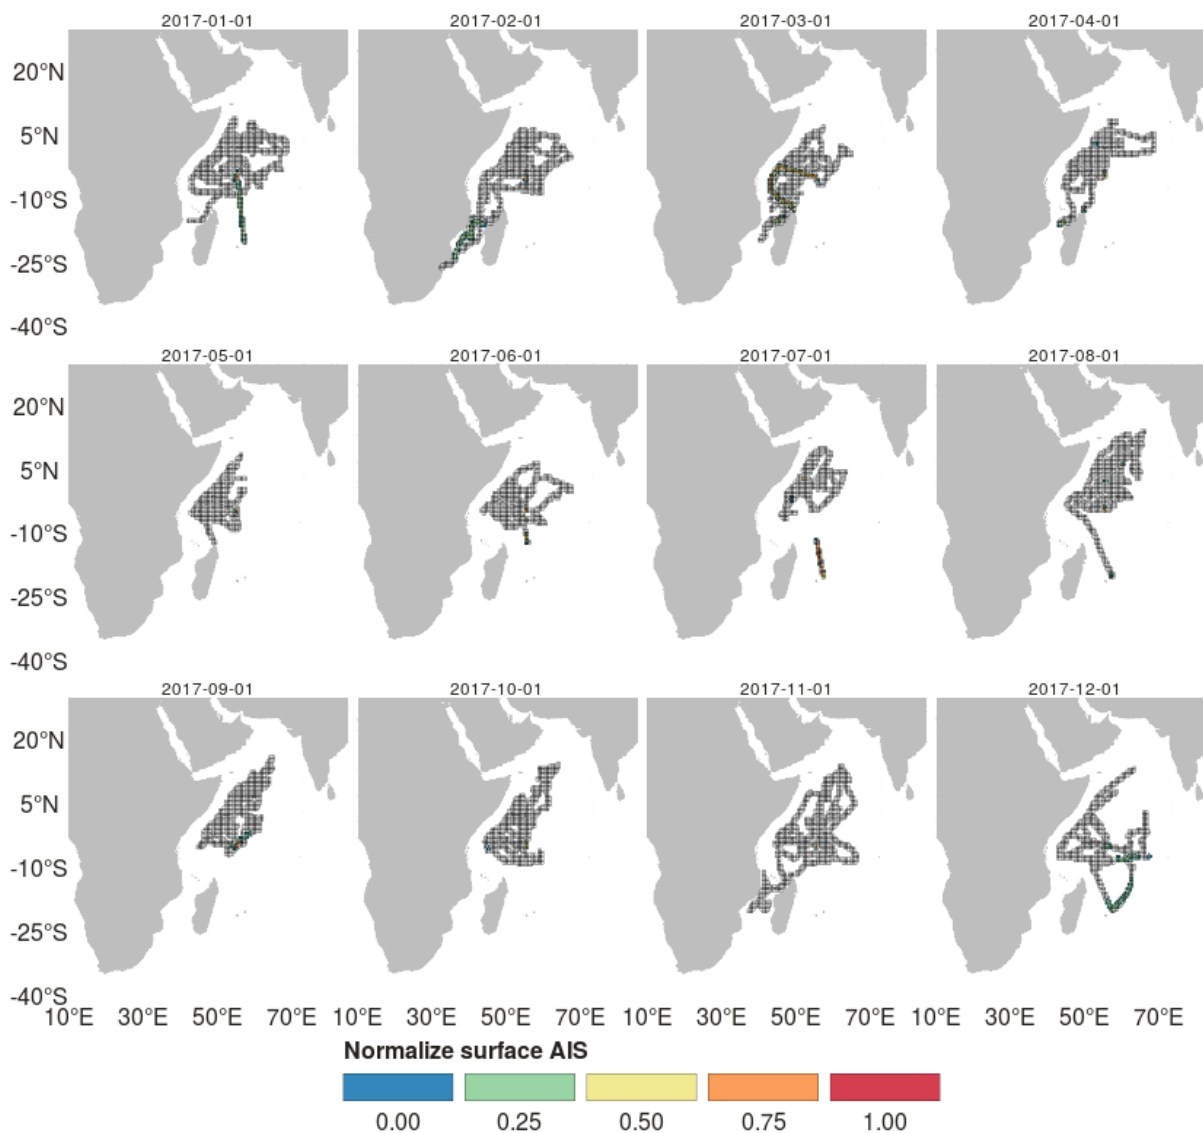 2017-01-01 2017-02-01 2017-03-01 2017-04-01
20°N
5°N
-10°S
-25°S
-40°S
2017-05-01 2017-06-01 2017-07-01 2017-08-01
20°N
5°N
-10°S
-25°S
-40°S
2017-09-01 2017-10-01 2017-11-01 2017-12-01
20°N
5°N
-10°S
-25°S
-40°S
10°E 30°E 50°E 70°E 10°E 30°E 50°E 70°E 10°E 30°E 50°E 70°E 10°E 30°E 50°E 70°E
Normalize surface AIS
0.00 0.25 0.50 0.75 1.00